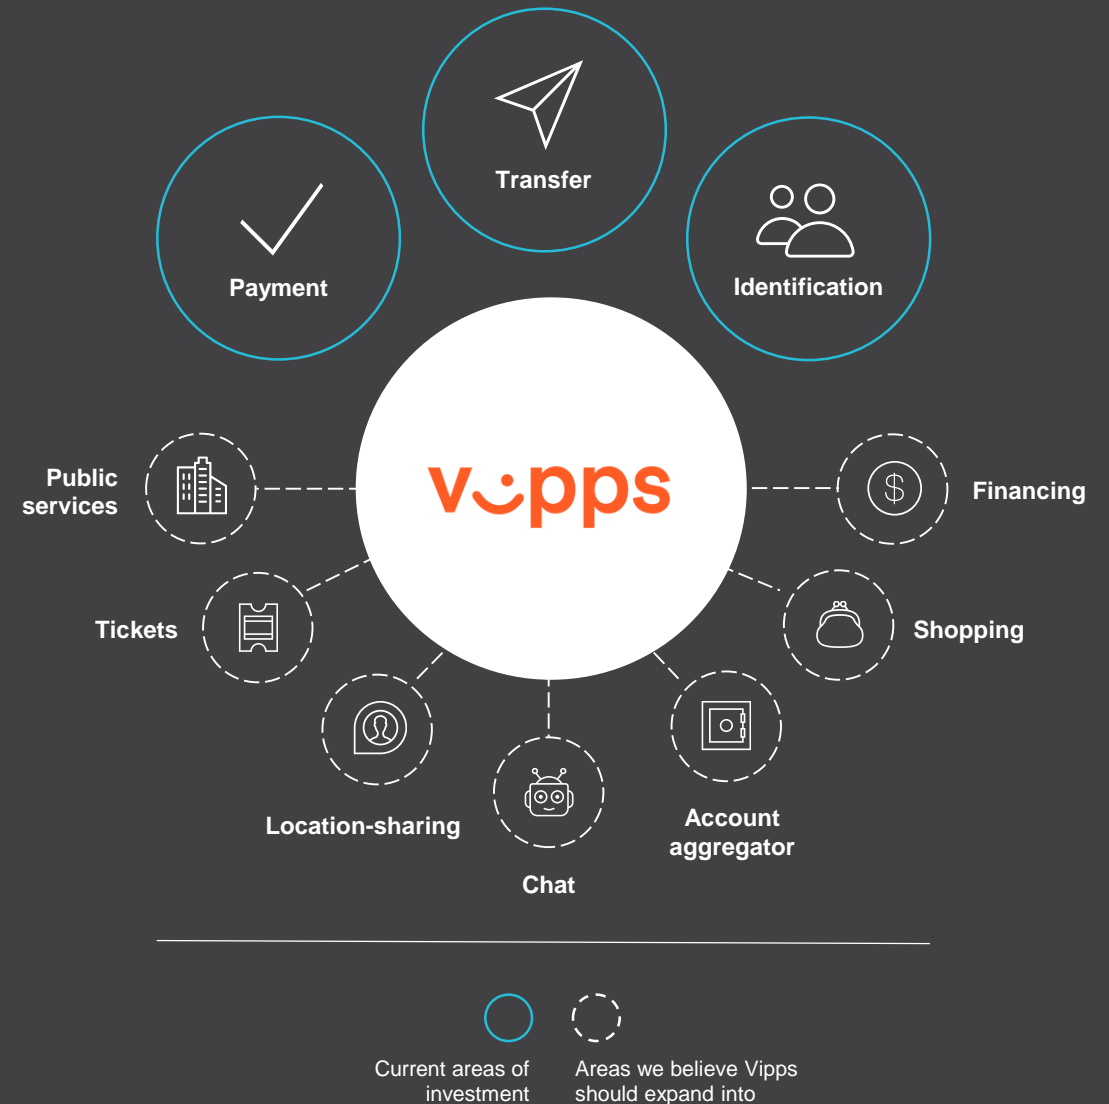 Transfer
Payment
Identification
vipps
Public
services
Financing
Tickets
Shopping
Location-sharing
Account
aggregator
Chat
Current areas of
investment
Areas we believe Vipps
should expand into